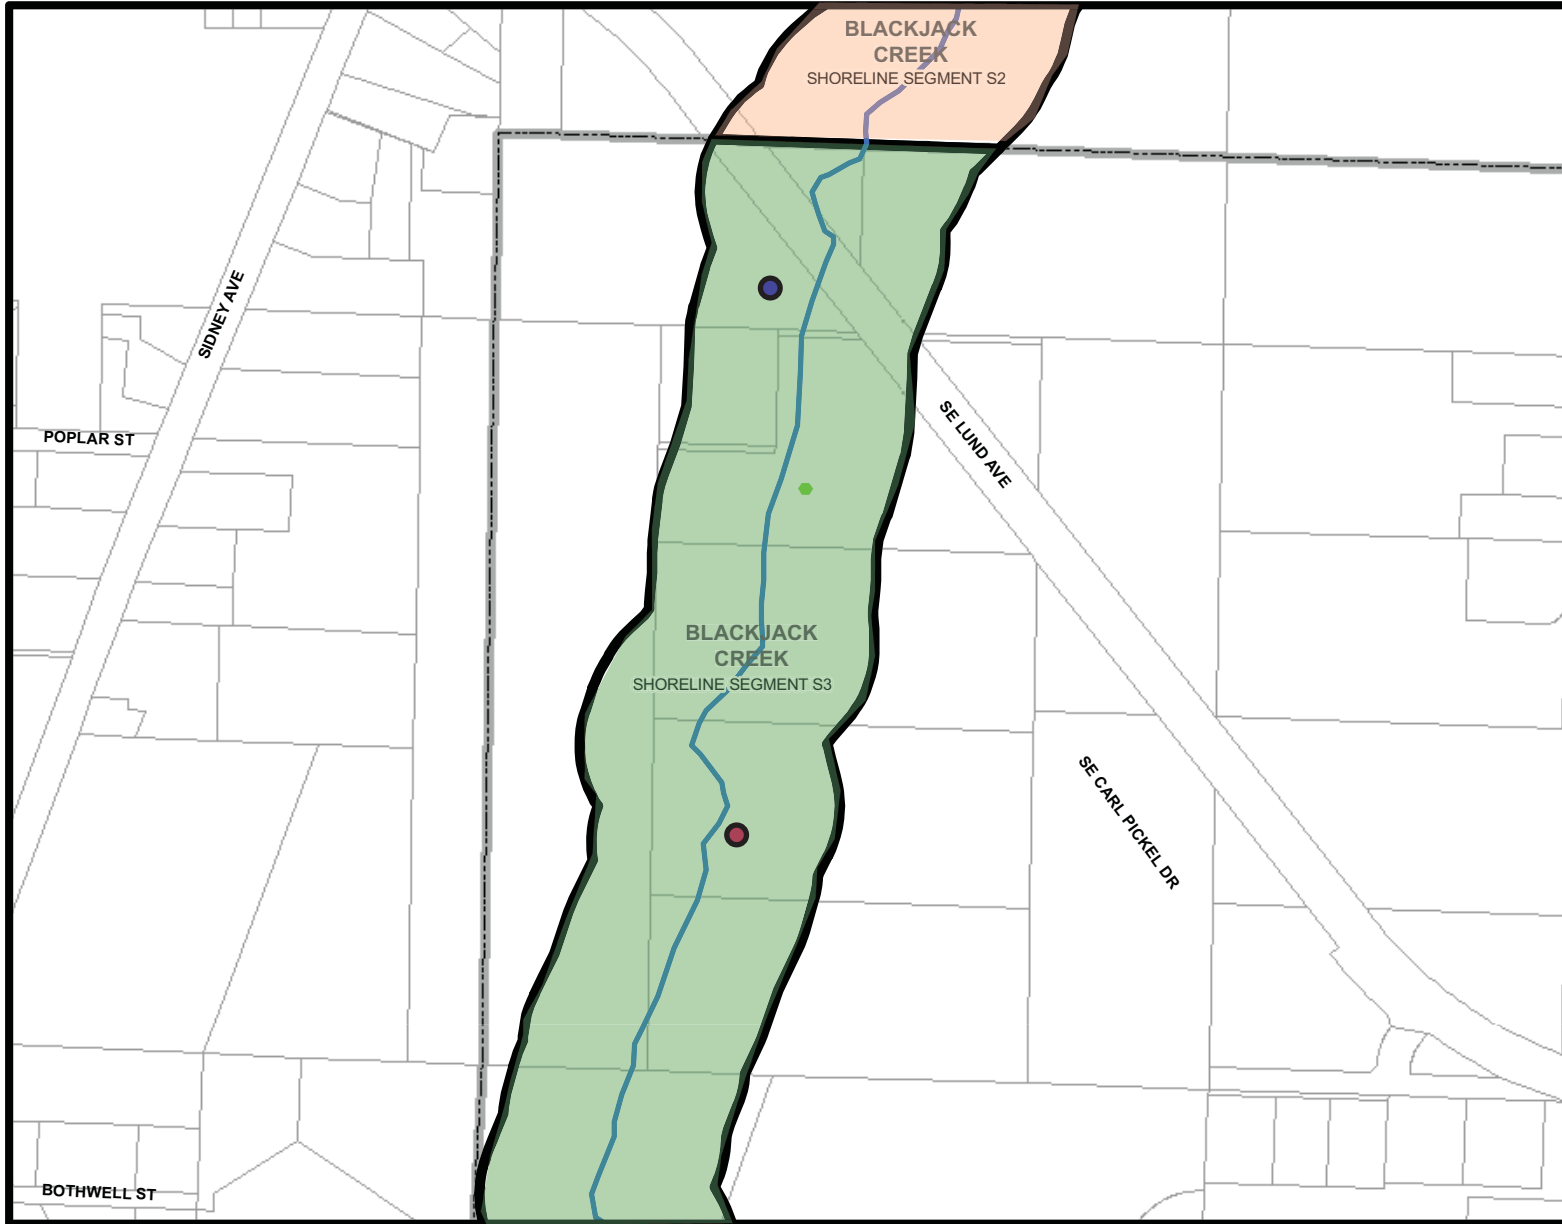 BLACKJACK
CREEK
SHORELINE SEGMENT S2
SIDNEY AVE
POPLAR ST
SE LUND AVE
BLACKJACK
CREEK
SHORELINE SEGMENT S3
SE CARL PICKEL DR
BOTHWELL ST